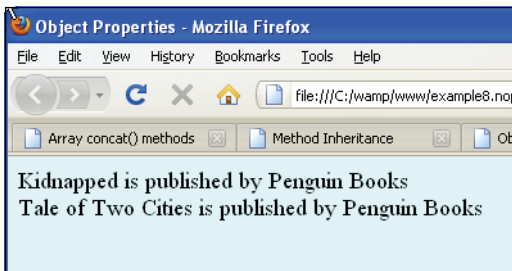 Object Properties - Mozilla Firefox
File Edit View History Bookmarks Tools Help
file:///C:/wamp/www/example8.no
Array concat() methods Method Inheritance
Kidnapped is published by Penguin Books
Tale of Two Cities is published by Penguin Books